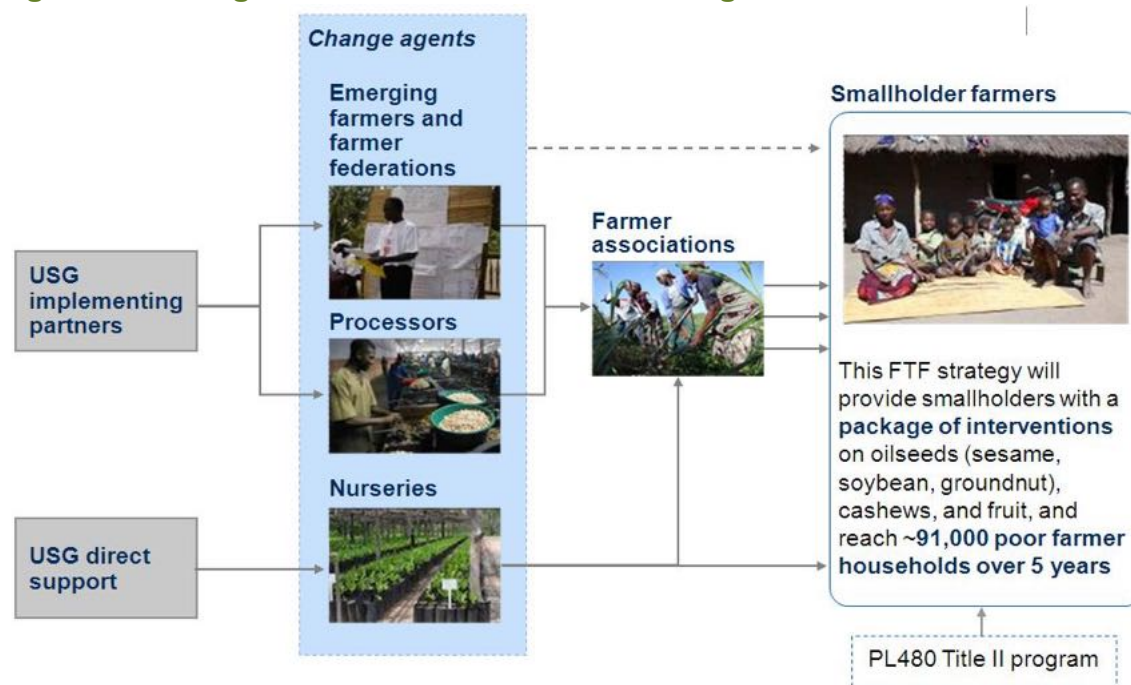 Change agents
Emerging
farmers and
farmer
federations
Processors
Nurseries
USG
implementing
partners
USG direct
support
Farmer
associations
Smallholder farmers
This FTF strategy will
provide smallholders with a
package of interventions
on oilseeds (sesame,
soybean, groundnut),
cashews, and fruit, and
reach ~91,000 poor farmer
households over 5 years
PL480 Title II program